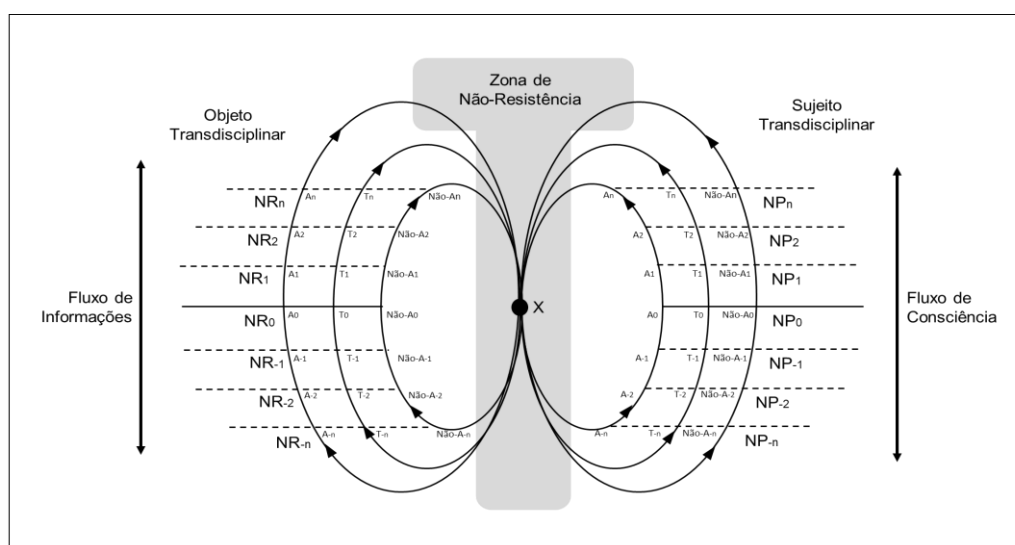 Zona de
Não-Resistência
Objeto
Transdisciplinar
Sujeito
Transdisciplinar
NRn An Tn Não-An An Tn Não-An NPn
NR2 A2 T2 Não-A2 A2 T2 Não-A2 NP2
NR1 A1 T1 Não-A1 A1 T1 Não-A1 NP1
Fluxo de
Informações
X
Fluxo de
Consciência
NR0 A0 T0 Não-A0 A0 T0 Não-A0 NP0
NR-1 A-1 T-1 Não-A-1 A-1 T-1 Não-A-1 NP-1
NR-2 A-2 T-2 Não-A-2 A-2 T-2 Não-A-2 NP-2
NR-n A-n T-n Não-A-n A-n T-n Não-A-n NP-n